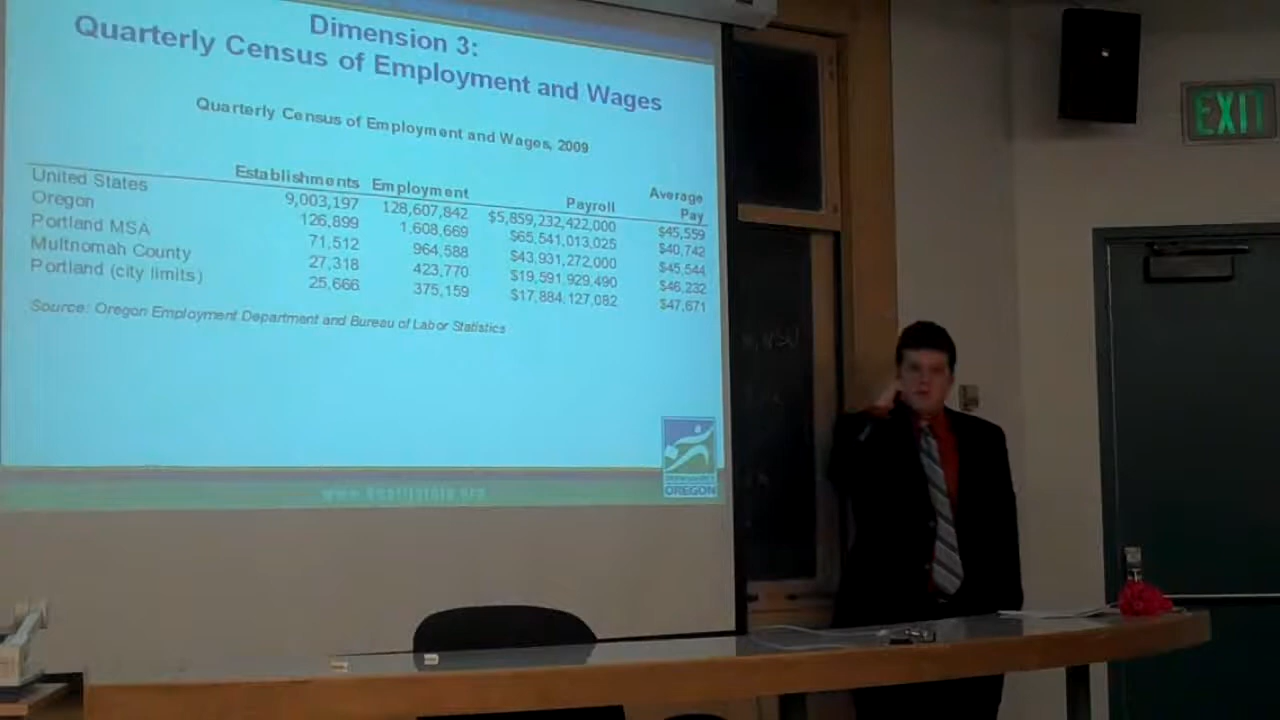 Dimension 3:
Quarterly Census of Employment and Wages
Quarterly Census of Employment and Wages, 2009
Establishments Employment Payroll Average Pay
United States 9,003,197 128,607,842 $5,859,232,422,000 $45,559
Oregon 126,899 1,608,669 $65,541,013,025 $40,742
Portland MSA 71,512 964,588 $43,931,272,000 $45,544
Multnomah County 27,318 423,770 $19,591,929,490 $46,232
Portland (city limits) 25,666 375,159 $17,884,127,082 $47,671
Source: Oregon Employment Department and Bureau of Labor Statistics
OREGON
EXIT